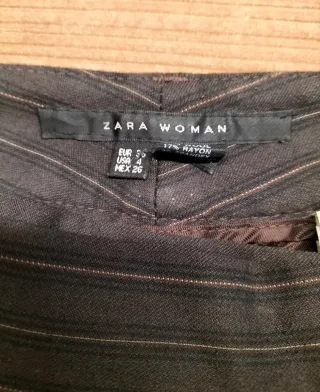 ZARA WOMAN
EUR 36
USA 4
MEX 26
17%
RAYON